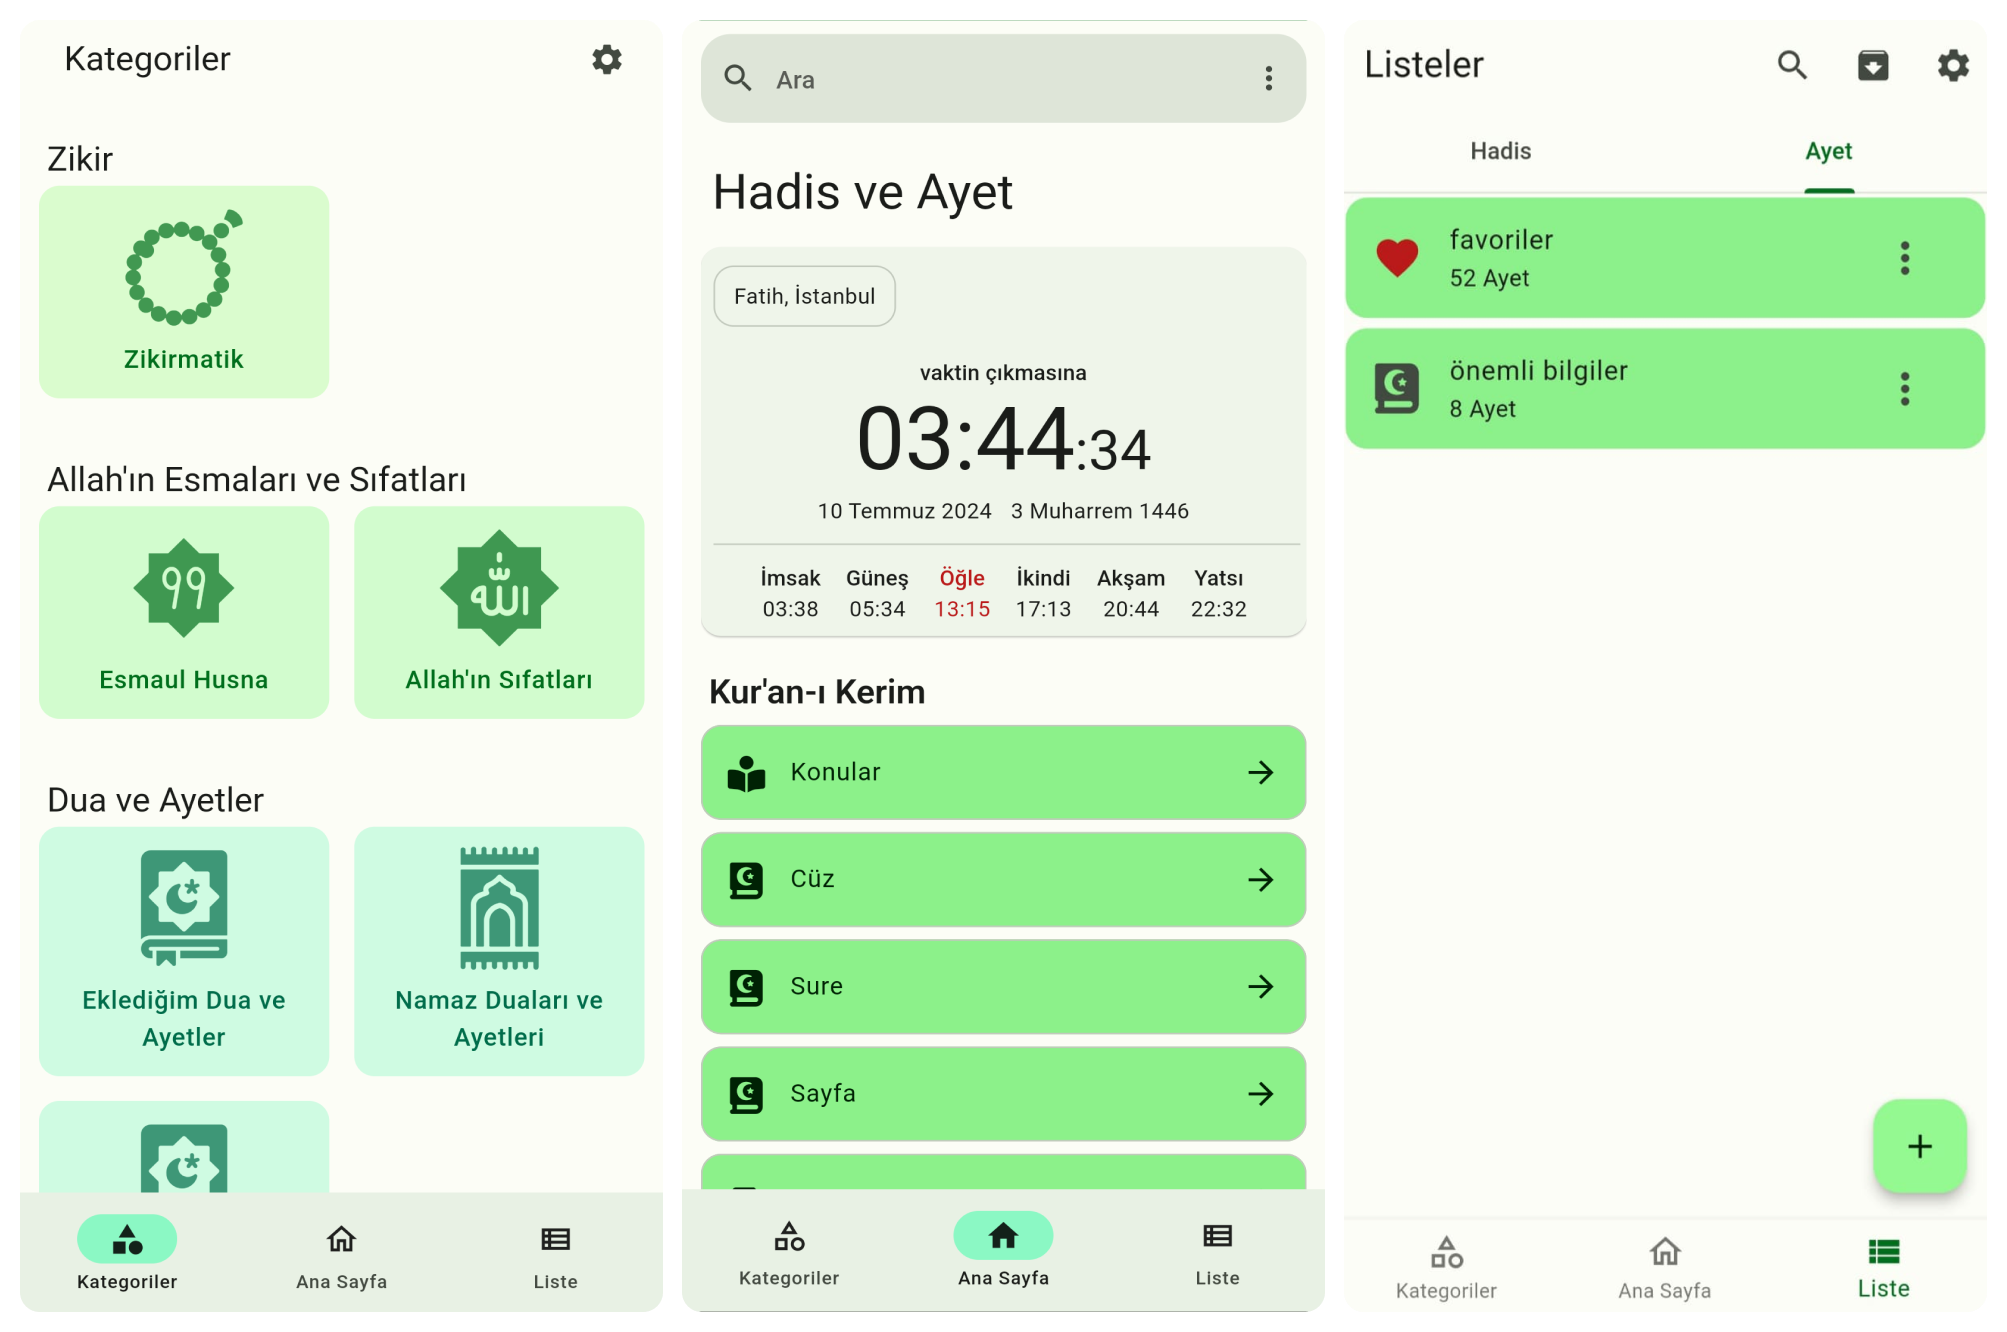 Kategoriler
Zikir
Zikirmatik
Allah'ın Esmaları ve Sıfatları
99
Esmaul Husna
الله
Allah'ın Sıfatları
Dua ve Ayetler
Eklediğim Dua ve
Ayetler
Namaz Duaları ve
Ayetleri
Kategoriler
Ana Sayfa
Liste
Ara
Hadis ve Ayet
Fatih, İstanbul
vaktin çıkmasına
03:44:34
10 Temmuz 2024 3 Muharrem 1446
İmsak Güneş Öğle İkindi Akşam Yatsı
03:38 05:34 13:15 17:13 20:44 22:32
Kur'an-ı Kerim
Konular
Cüz
Sure
Sayfa
Kategoriler
Ana Sayfa
Liste
Listeler
Hadis
Ayet
favoriler
52 Ayet
önemli bilgiler
8 Ayet
Kategoriler
Ana Sayfa
Liste